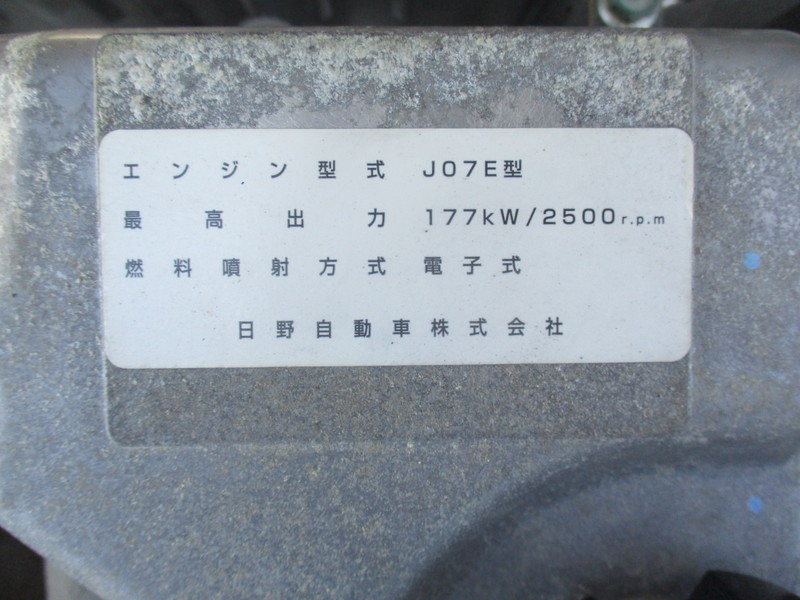 エンジン型式 J07E型
最高出力 177kW/2500r.p.m
燃料噴射方式 電子式
日野自動車株式会社